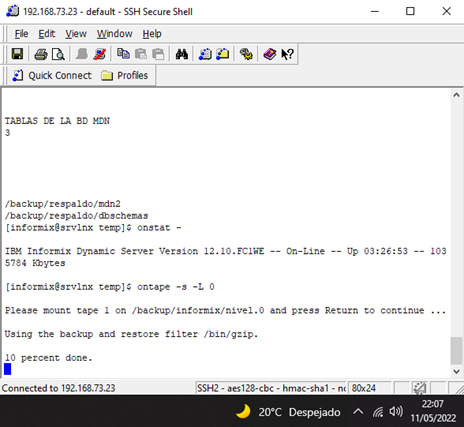 192.168.73.23 - default - SSH Secure Shell
File Edit View Window Help
Quick Connect Profiles
TABLAS DE LA BD MDN
3
/backup/respaldo/mdn2
/backup/respaldo/dbschemas
[informix@srvlnx temp]$ onstat -
IBM Informix Dynamic Server Version 12.10.FC1WE -- On-Line -- Up 03:26:53 -- 103
5784 Kbytes
[informix@srvlnx temp]$ ontape -s -L 0
Please mount tape 1 on /backup/informix/nivel.0 and press Return to continue ...
Using the backup and restore filter /bin/gzip.
10 percent done.
Connected to 192.168.73.23 SSH2 - aes128-cbc - hmac-sha1 - nc 80x24
20°C Despejado 22:07
11/05/2022